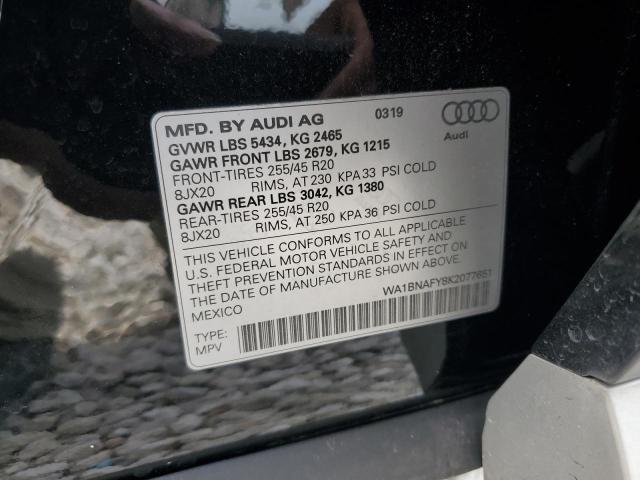 MFD. BY AUDI AG 0319
GVWR LBS 5434, KG 2465
GAWR FRONT LBS 2679, KG 1215
FRONT-TIRES 255/45 R20
8JX20 RIMS, AT 230 KPA 33 PSI COLD
GAWR REAR LBS 3042, KG 1380
REAR-TIRES 255/45 R20
8JX20 RIMS, AT 250 KPA 36 PSI COLD
Audi
THIS VEHICLE CONFORMS TO ALL APPLICABLE
U.S. FEDERAL MOTOR VEHICLE SAFETY AND
THEFT PREVENTION STANDARDS IN EFFECT ON
THE DATE OF MANUFACTURE SHOWN ABOVE.
MEXICO WA1BNAFY8K2077651
TYPE:
MPV